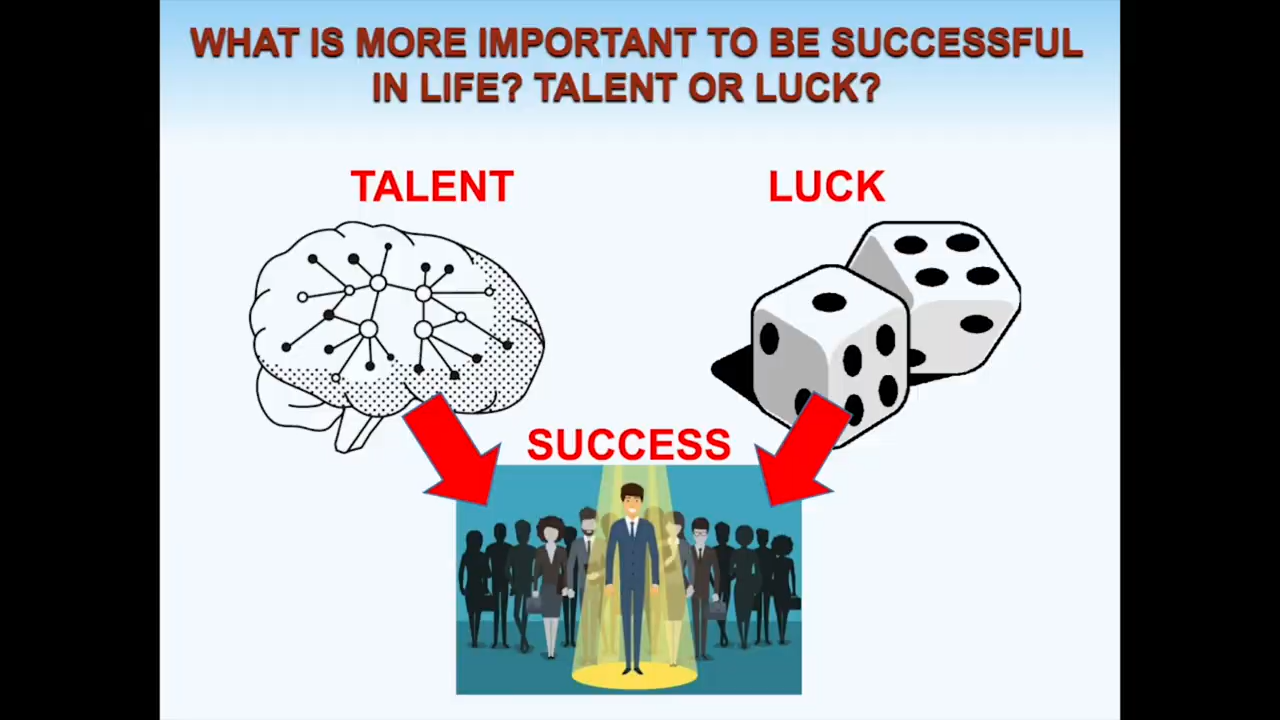 WHAT IS MORE IMPORTANT TO BE SUCCESSFUL
IN LIFE? TALENT OR LUCK?
TALENT
LUCK
SUCCESS